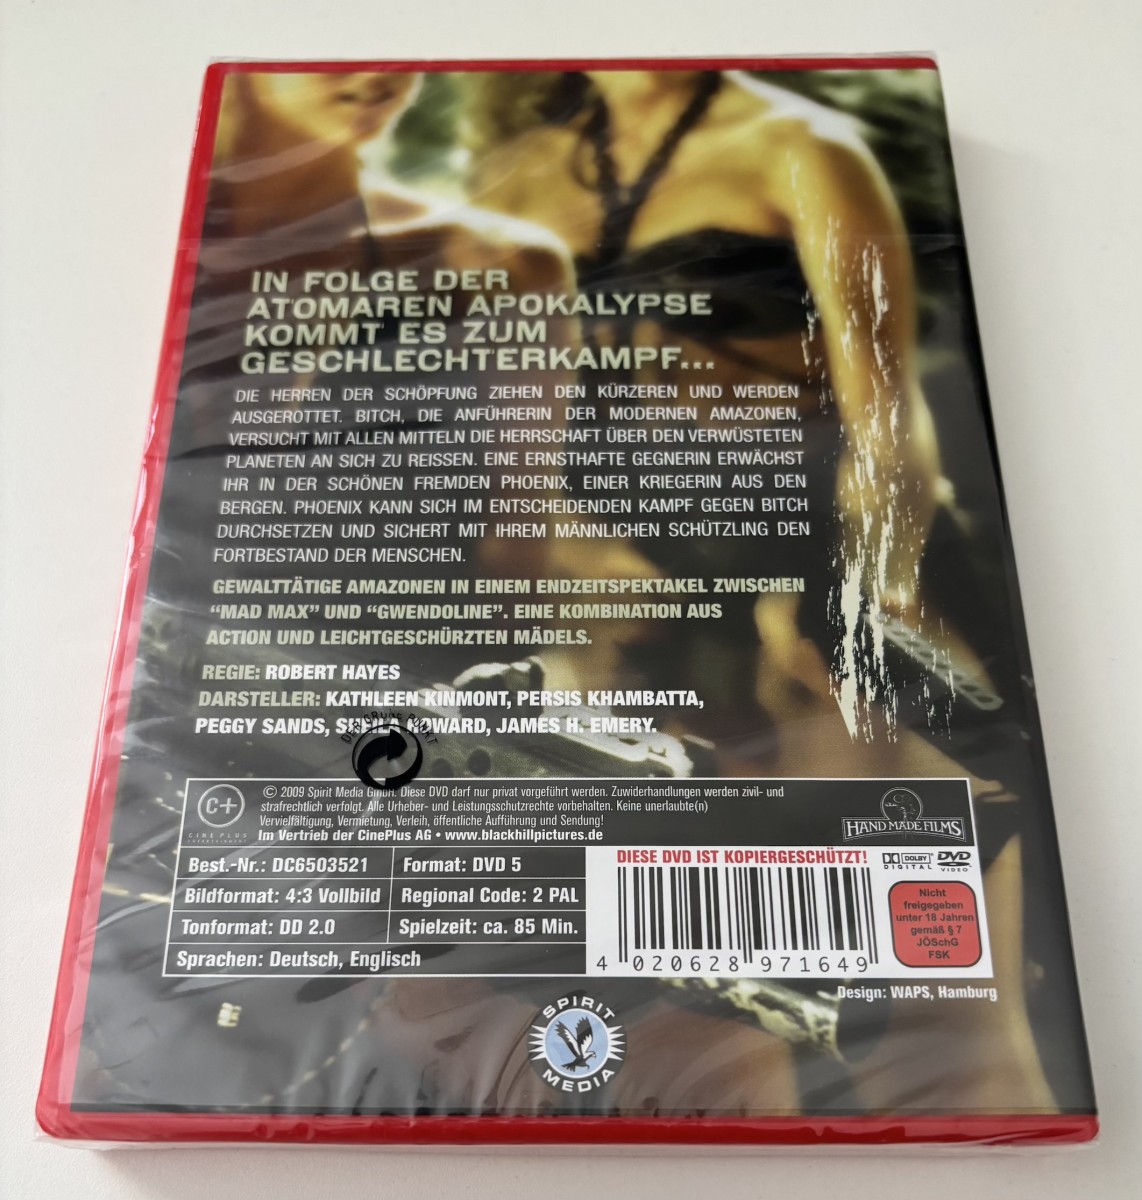 IN FOLGE DER
ATOMAREN APOKALYPSE
KOMMT ES ZUM
GESCHLECHTERKAMPF...
DIE HERREN DER SCHÖPFUNG ZIEHEN DEN KÜRZEREN UND WERDEN
AUSGEROTTET. BITCH, DIE ANFÜHRERIN DER MODERNEN AMAZONEN,
VERSUCHT MIT ALLEN MITTELN DIE HERRSCHAFT ÜBER DEN VERWÜSTETEN
PLANETEN AN SICH ZU REISSEN. EINE ERNSTHAFTE GEGNERIN ERWÄCHST
IHR IN DER SCHÖNEN FREMDEN PHOENIX, EINER KRIEGERIN AUS DEN
BERGEN. PHOENIX KANN SICH IM ENTSCHEIDENDEN KAMPF GEGEN BITCH
DURCHSETZEN UND SICHERT MIT IHREM MÄNNLICHEN SCHÜTZLING DEN
FORTBESTAND DER MENSCHEN.
GEWALTTÄTIGE AMAZONEN IN EINEM ENDZEITSPEKTAKEL ZWISCHEN
"MAD MAX" UND "GWENDOLINE". EINE KOMBINATION AUS
ACTION UND LEICHTGESCHÜRZTEN MÄDELS.
REGIE: ROBERT HAYES
DARSTELLER: KATHLEEN KINMONT, PERSIS KHAMBATTA,
PEGGY SANDS, HOWARD, JAMES H. EMERY.
DER GRÜNE PUNKT
C+
CINE PLUS
© 2009 Spirit Media GmbH. Diese DVD darf nur privat vorgeführt werden. Zuwiderhandlungen werden zivil- und
strafrechtlich verfolgt. Alle Urheber- und Leistungsschutzrechte vorbehalten. Keine unerlaubte(n)
Vervielfältigung, Vermietung, Verleih, öffentliche Aufführung und Sendung!
Im Vertrieb der CinePlus AG • www.blackhillpictures.de
HAND MADE FILMS
Best.-Nr.: DC6503521
Format: DVD 5
Bildformat: 4:3 Vollbild
Regional Code: 2 PAL
Tonformat: DD 2.0
Spielzeit: ca. 85 Min.
Sprachen: Deutsch, Englisch
DIESE DVD IST KOPIERGESCHÜTZT!
4 020628 971649
DOLBY
DIGITAL
DVD
VIDEO
Nicht
freigegeben
unter 18 Jahren
gemäß § 7
JÖSchG
FSK
Design: WAPS, Hamburg
SPIRIT
MEDIA